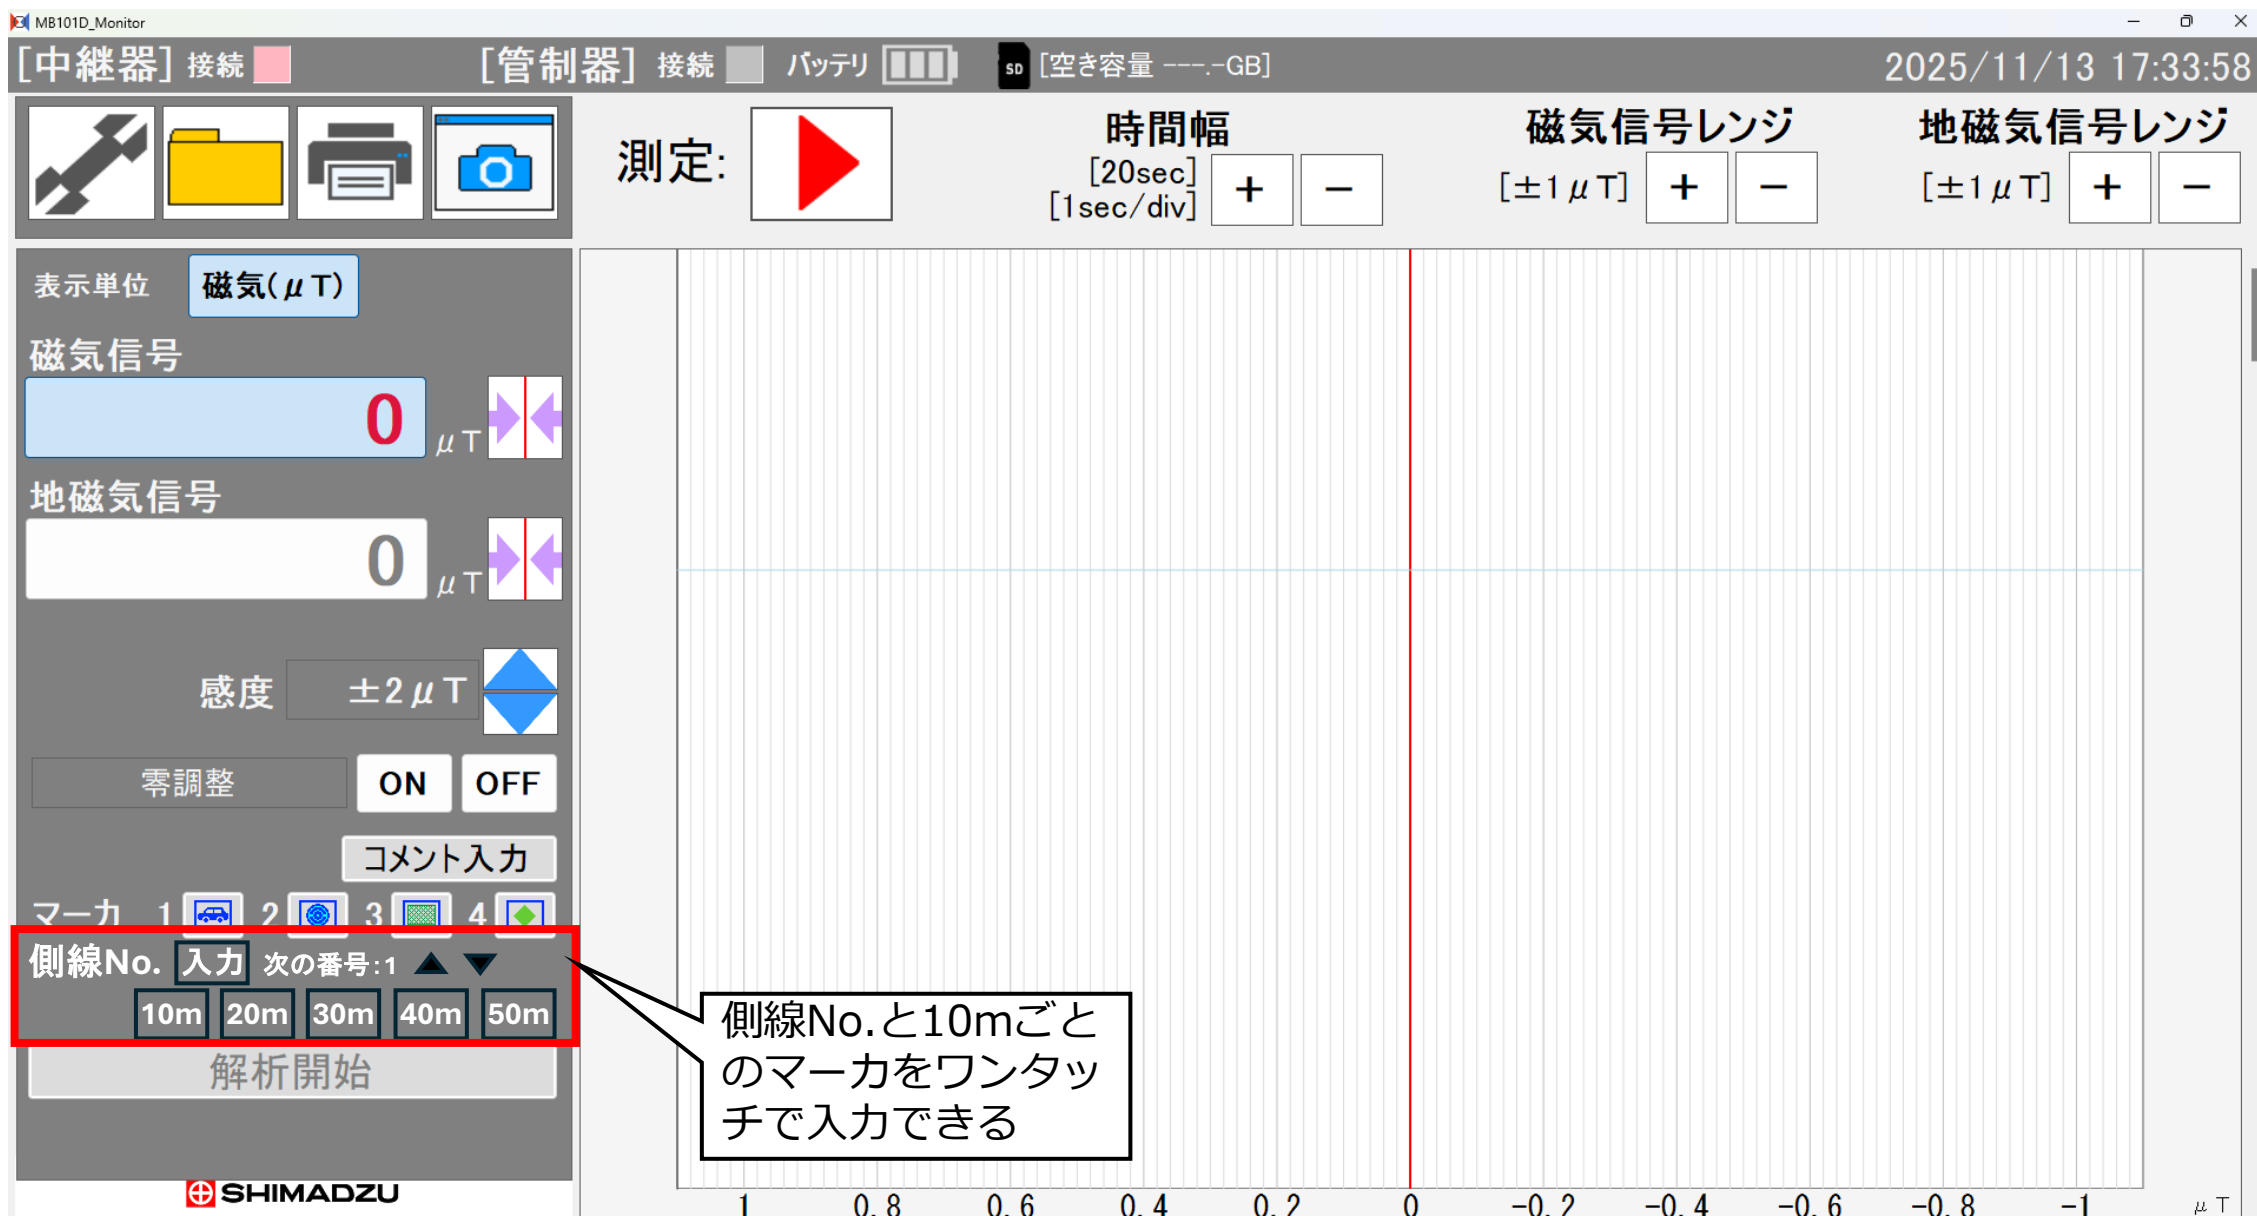 MB101D_Monitor
[中継器] 接続 [管制器] 接続 バッテリ SD [空き容量 ---.-GB] 2025/11/13 17:33:58
測定:
時間幅
[20sec]
[1sec/div]
+ −
磁気信号レンジ
[±1μT] + −
地磁気信号レンジ
[±1μT] + −
表示単位 磁気(μT)
磁気信号
0 μT
地磁気信号
0 μT
感度 ±2μT
零調整 ON OFF
コメント入力
マーカ 1 2 3 4
側線No. 入力 次の番号:1 ▲ ▼
10m 20m 30m 40m 50m
解析開始
SHIMADZU
側線No.と10mごと
のマーカをワンタッ
チで入力できる
1 0.8 0.6 0.4 0.2 0 -0.2 -0.4 -0.6 -0.8 -1 μT